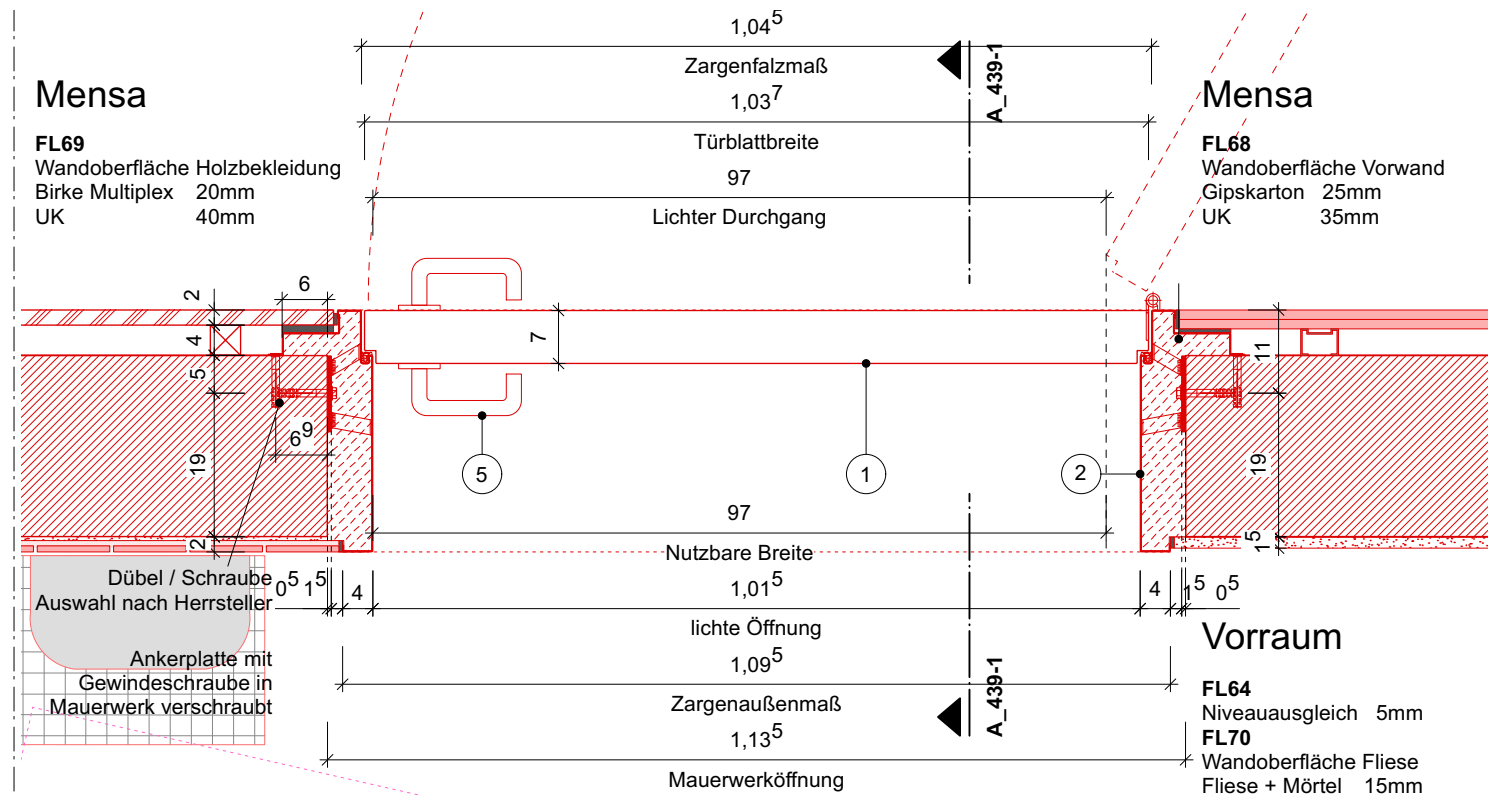 1,04⁵
Zargenfalzmaß
1,03⁷
Türblattbreite
97
Lichter Durchgang
A_439-1
Mensa
FL69
Wandoberfläche Holzbekleidung
Birke Multiplex 20mm
UK 40mm
Mensa
FL68
Wandoberfläche Vorwand
Gipskarton 25mm
UK 35mm
2
4
5
19
2
6
6⁹
7
11
19
1⁵
5
1
2
97
Nutzbare Breite
0⁵ 1⁵ 4
1,01⁵
4 1⁵ 0⁵
lichte Öffnung
1,09⁵
Zargenaußenmaß
1,13⁵
Mauerwerköffnung
A_439-1
Dübel / Schraube
Auswahl nach Herrsteller
Ankerplatte mit
Gewindeschraube in
Mauerwerk verschraubt
Vorraum
FL64
Niveauausgleich 5mm
FL70
Wandoberfläche Fliese
Fliese + Mörtel 15mm